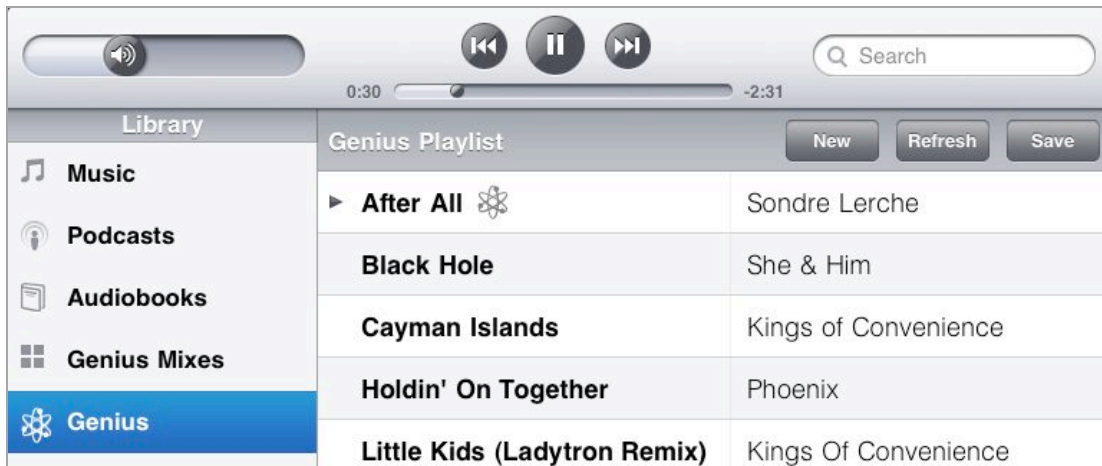 Search
0:30 -2:31
Library
Music
Podcasts
Audiobooks
Genius Mixes
Genius
Genius Playlist New Refresh Save
After All Sondre Lerche
Black Hole She & Him
Cayman Islands Kings of Convenience
Holdin' On Together Phoenix
Little Kids (Ladytron Remix) Kings Of Convenience